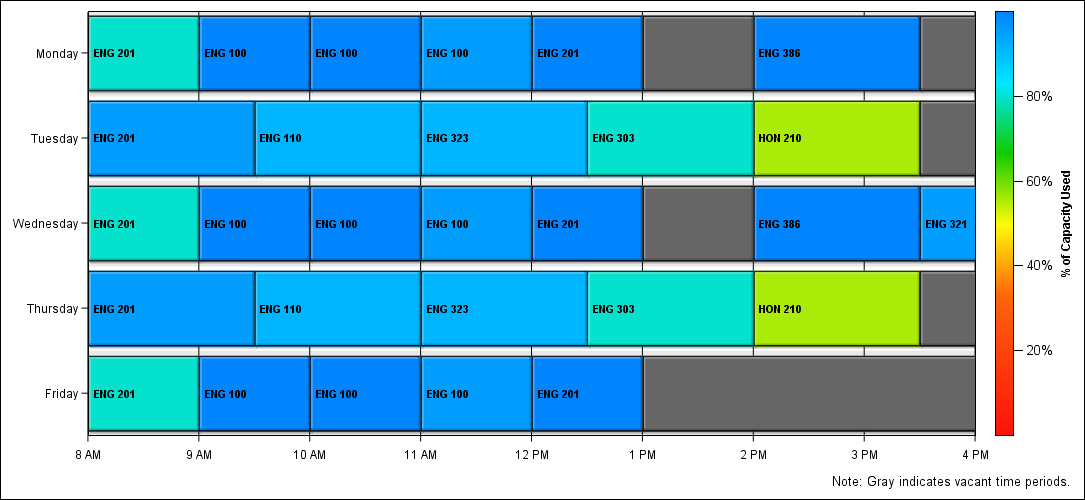 Monday ENG 201 ENG 100 ENG 100 ENG 100 ENG 201 ENG 386
Tuesday ENG 201 ENG 110 ENG 323 ENG 303 HON 210
Wednesday ENG 201 ENG 100 ENG 100 ENG 100 ENG 201 ENG 386 ENG 321
Thursday ENG 201 ENG 110 ENG 323 ENG 303 HON 210
Friday ENG 201 ENG 100 ENG 100 ENG 100 ENG 201
8 AM 9 AM 10 AM 11 AM 12 PM 1 PM 2 PM 3 PM 4 PM
80%
60%
40%
20%
% of Capacity Used
Note: Gray indicates vacant time periods.